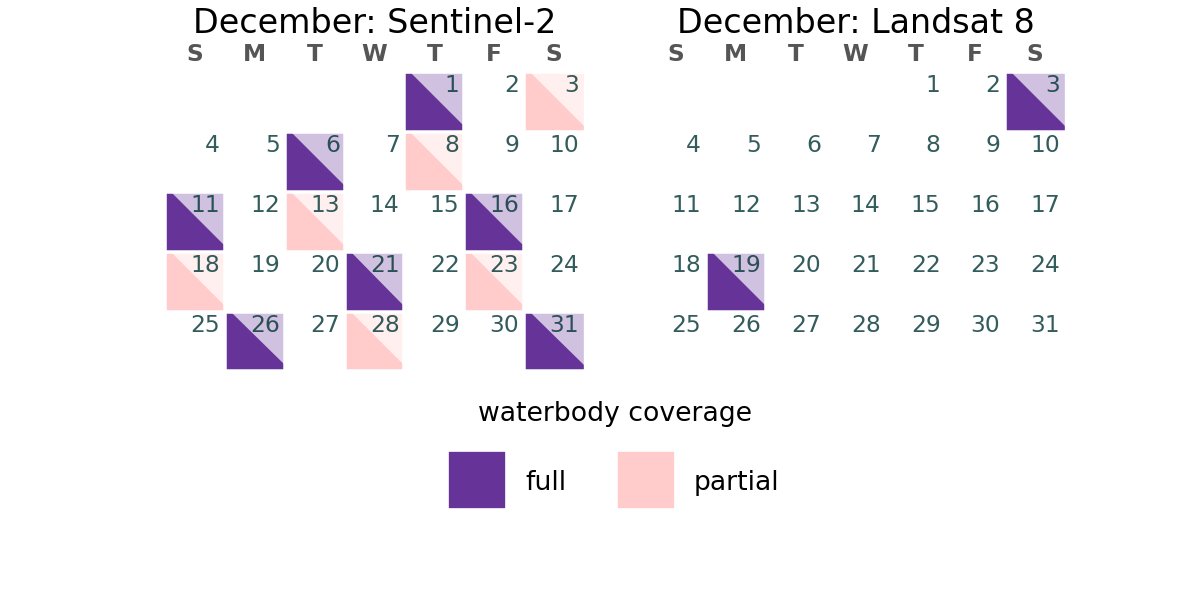 December: Sentinel-2
S M T W T F S
1 2 3
4 5 6 7 8 9 10
11 12 13 14 15 16 17
18 19 20 21 22 23 24
25 26 27 28 29 30 31
December: Landsat 8
S M T W T F S
1 2 3
4 5 6 7 8 9 10
11 12 13 14 15 16 17
18 19 20 21 22 23 24
25 26 27 28 29 30 31
waterbody coverage
full
partial